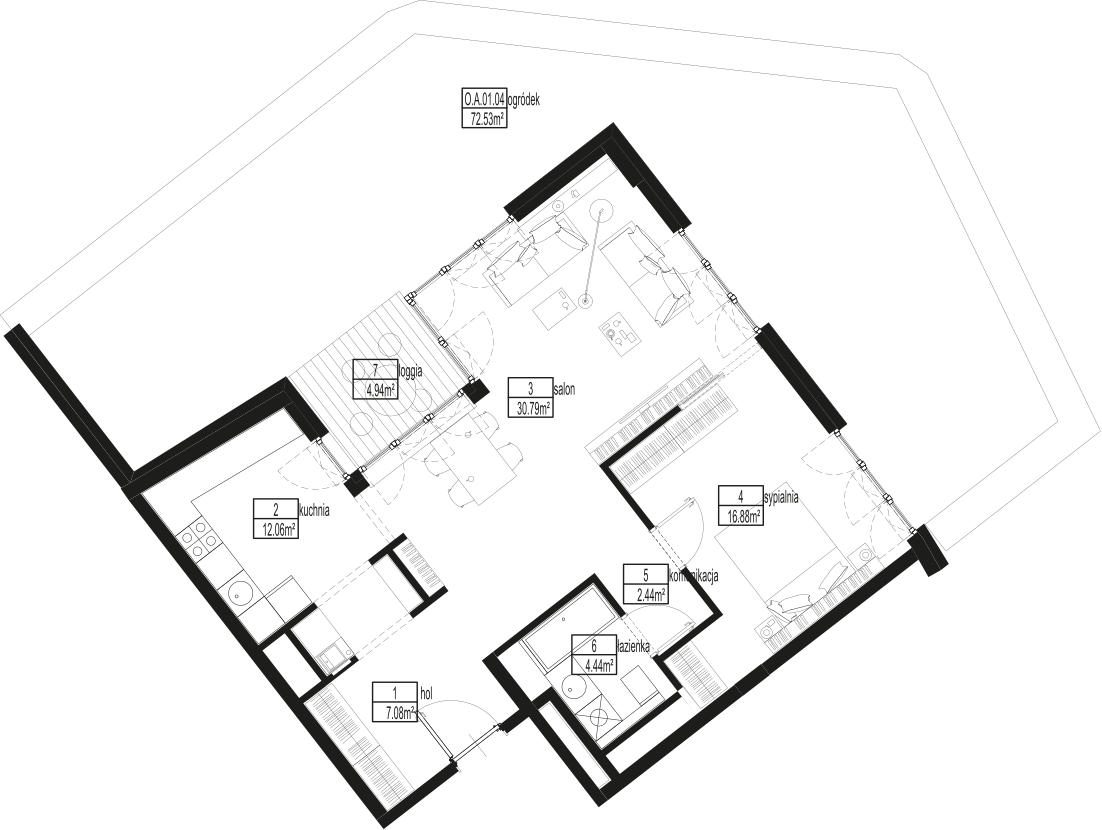 O.A.01.04 ogródek
72.53m²
7 loggia
4.94m²
3 salon
30.79m²
2 kuchnia
12.06m²
4 sypialnia
16.88m²
5 komunikacja
2.44m²
6 łazienka
4.44m²
1 hol
7.08m²